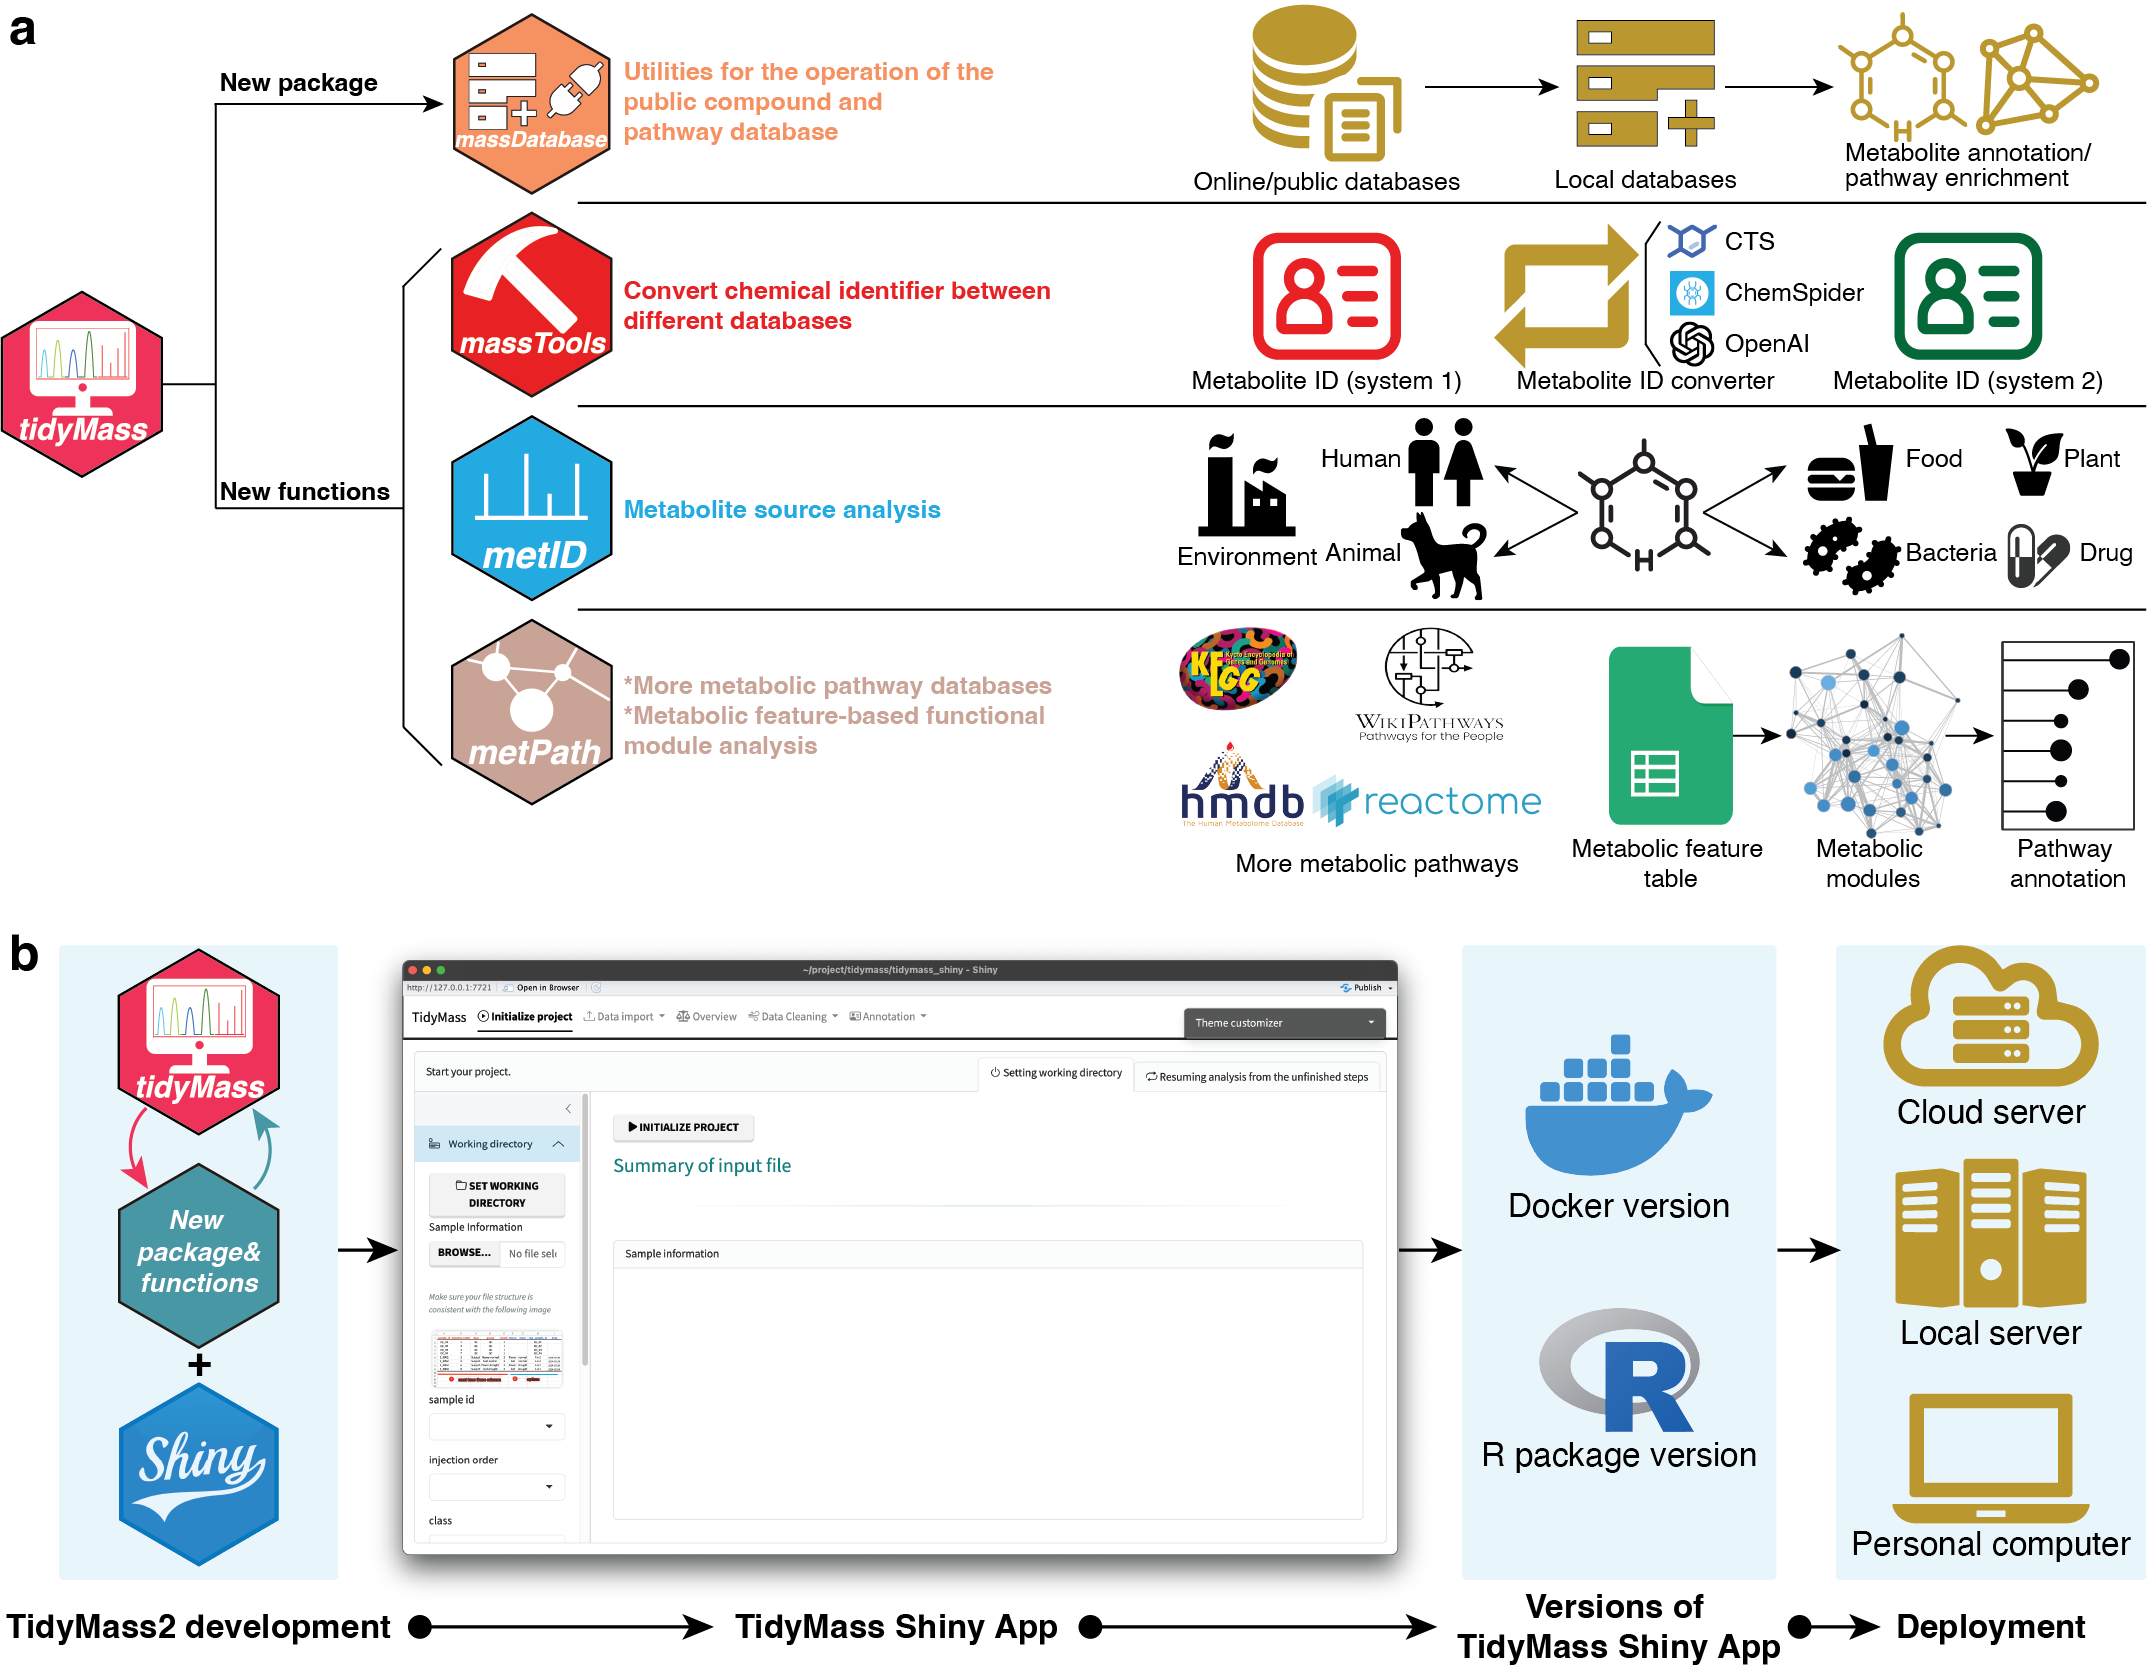 a
New package
massDatabase
Utilities for the operation of the
public compound and
pathway database
Online/public databases
Local databases
H
Metabolite annotation/
pathway enrichment
massTools
Convert chemical identifier between
different databases
Metabolite ID (system 1)
CTS
ChemSpider
OpenAI
Metabolite ID converter
Metabolite ID (system 2)
tidyMass
New functions
metID
Metabolite source analysis
Environment
Human
Animal
H
Food
Plant
Bacteria
Drug
metPath
*More metabolic pathway databases
*Metabolic feature-based functional
module analysis
KEGG
Kyoto Encyclopedia of
Genes and Genomes
WIKIPATHWAYS
Pathways for the People
hmdb
The Human Metabolome Database
reactome
More metabolic pathways
Metabolic feature
table
Metabolic
modules
Pathway
annotation
b
tidyMass
New
package&
functions
+
Shiny
~/project/tidymass/tidymass_shiny - Shiny
http://127.0.0.1:7721
Open in Browser
Publish
TidyMass
Initialize project
Data import
Overview
Data Cleaning
Annotation
Theme customizer
Start your project.
Setting working directory
Resuming analysis from the unfinished steps
Working directory
SET WORKING
DIRECTORY
Sample Information
BROWSE...
No file sele
Make sure your file structure is
consistent with the following image
sample id
injection order
class
INITIALIZE PROJECT
Summary of input file
Sample information
Docker version
R
R package version
Cloud server
Local server
Personal computer
TidyMass2 development
TidyMass Shiny App
Versions of
TidyMass Shiny App
Deployment